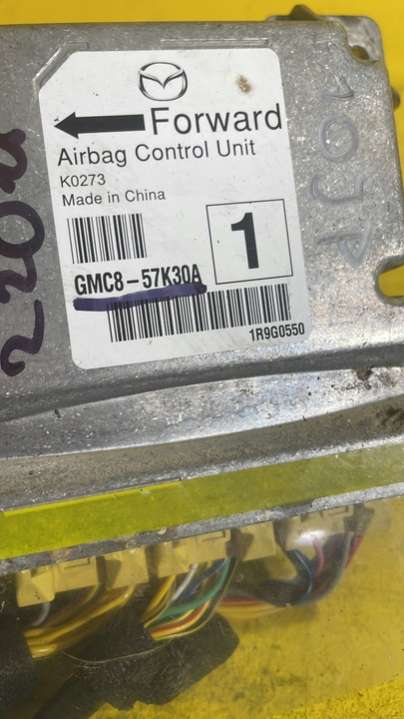 Forward
Airbag Control Unit
K0273
Made in China
1
GMC8-57K30A
1R9G0550